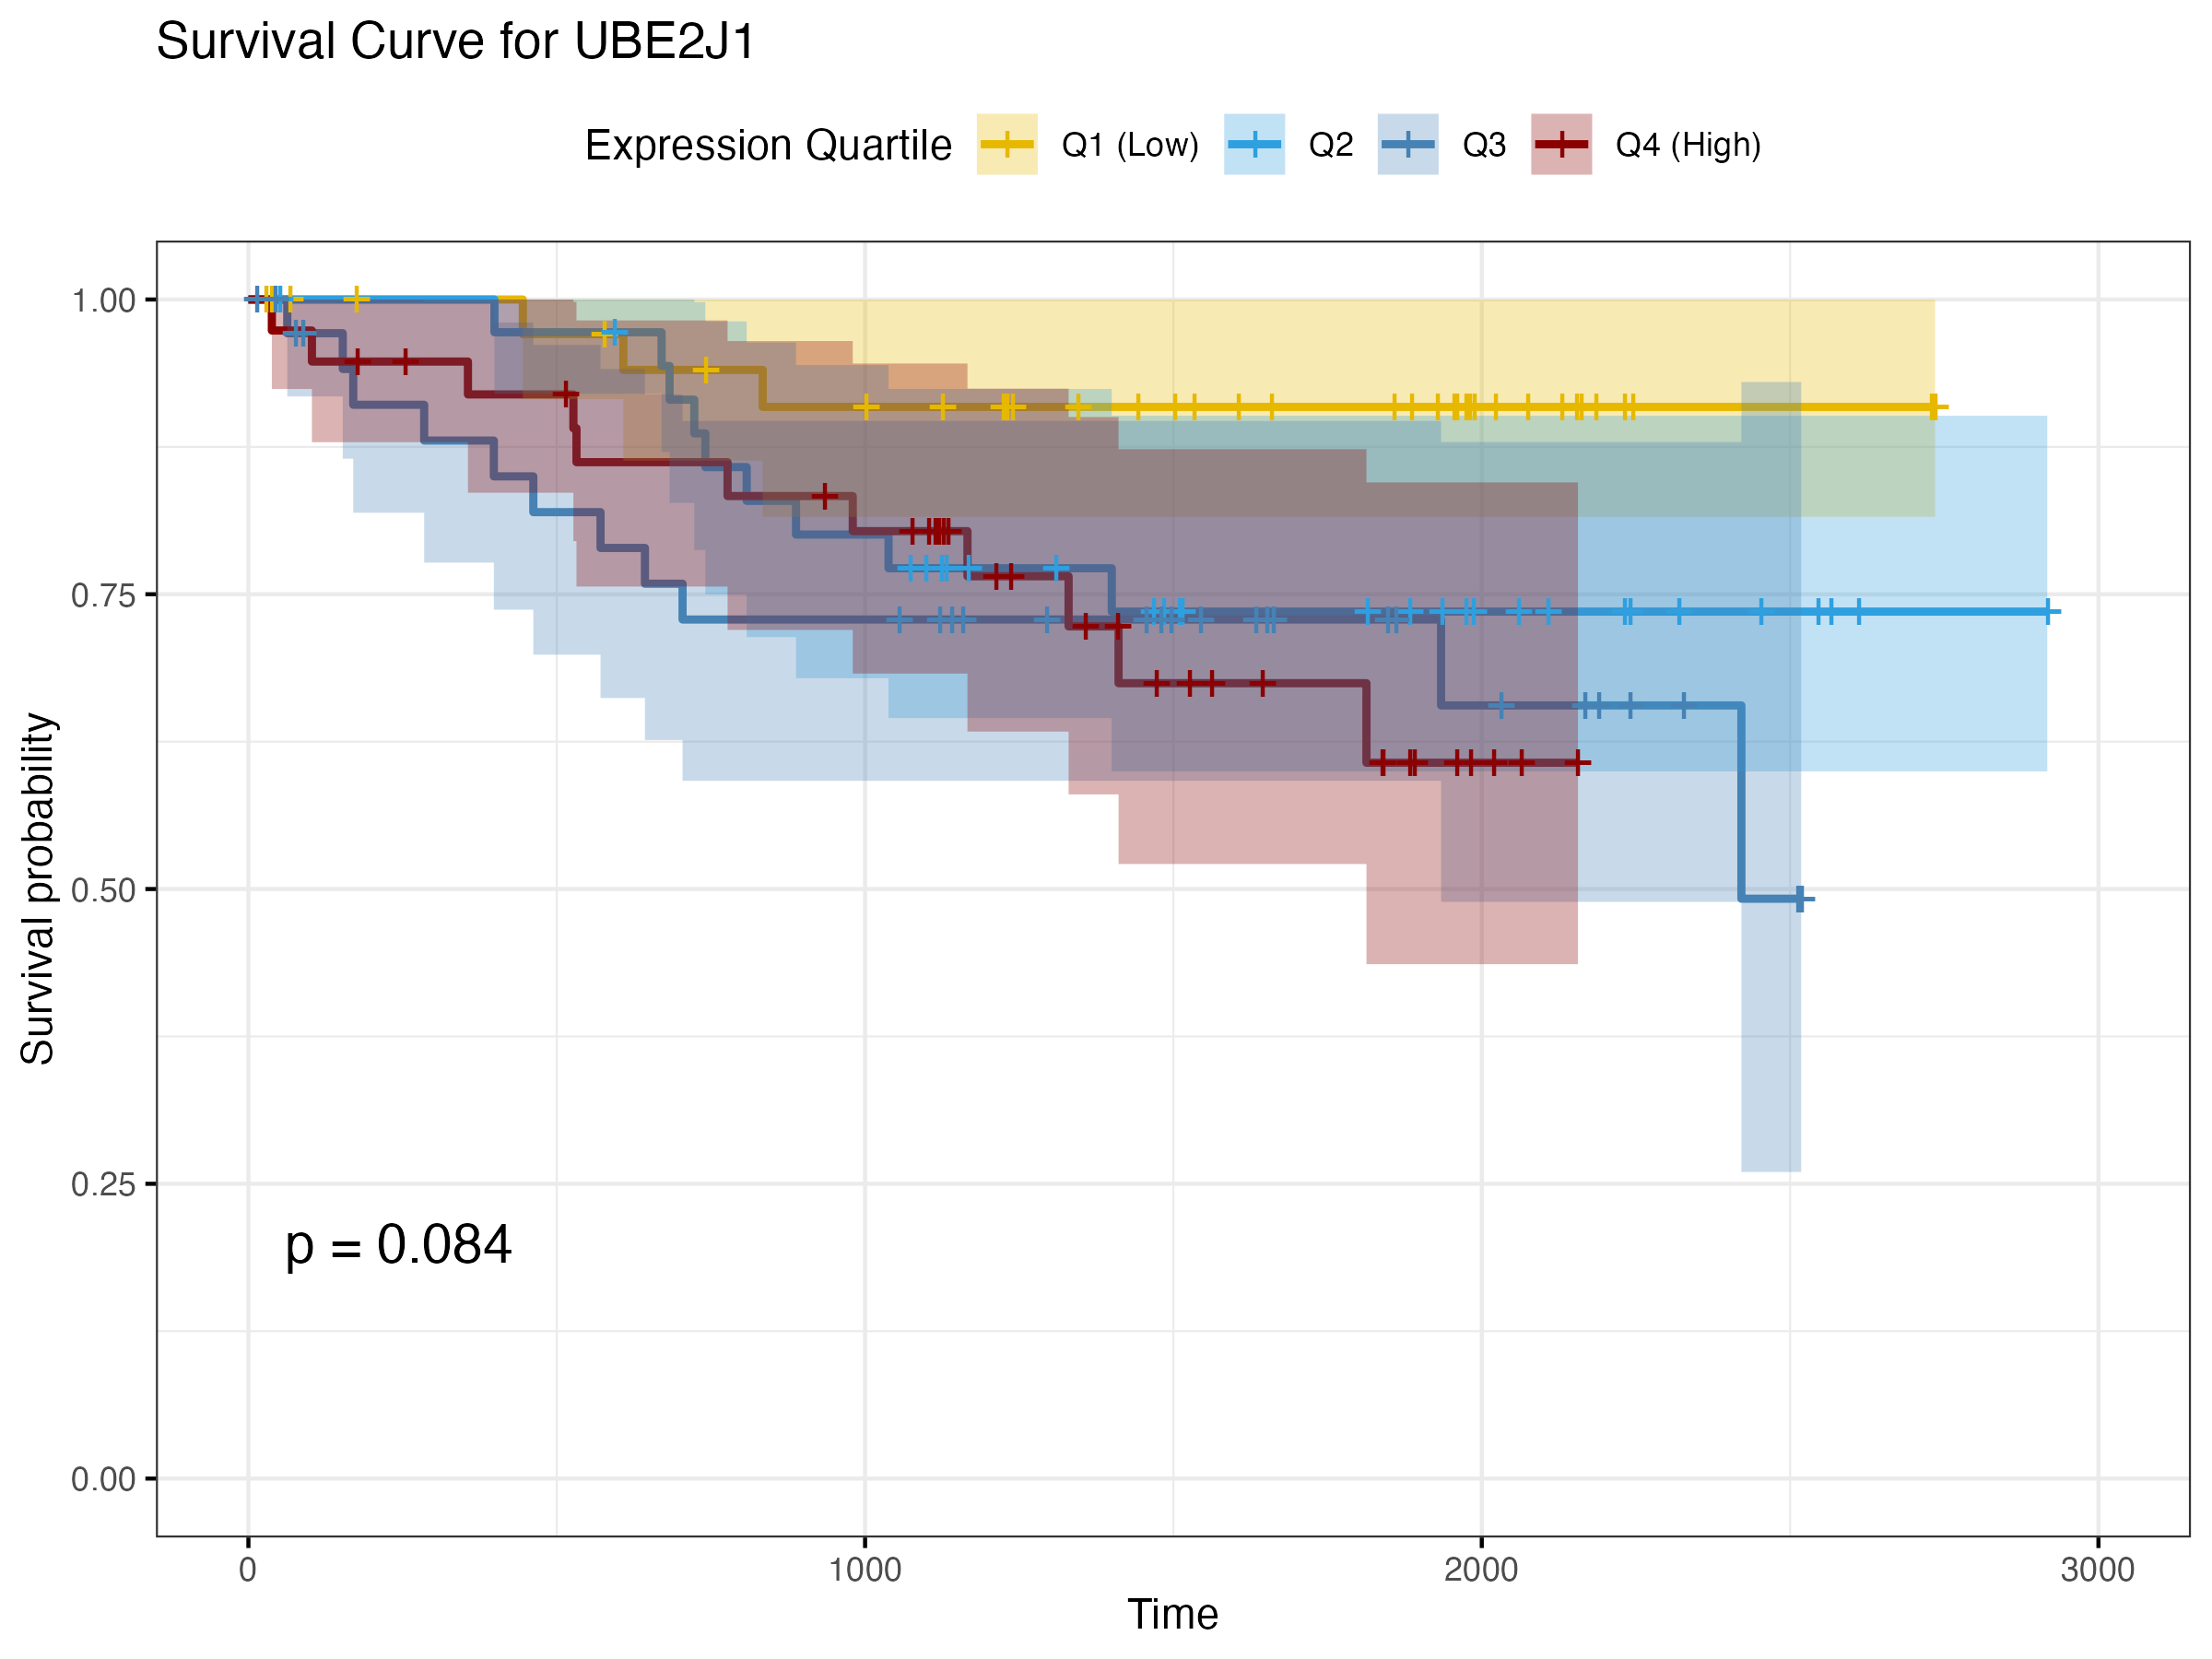 Survival Curve for UBE2J1
Expression Quartile Q1 (Low) Q2 Q3 Q4 (High)
1.00
0.75
0.50
0.25
0.00
Survival probability
p = 0.084
0 1000 2000 3000
Time